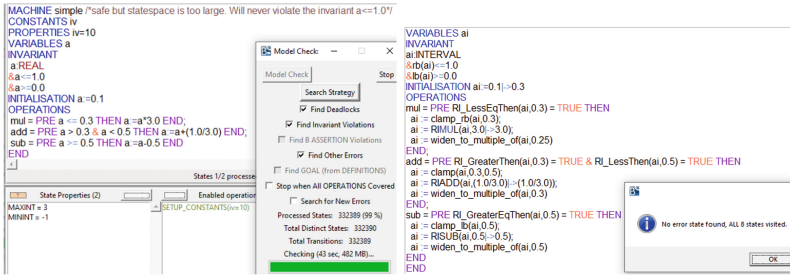 MACHINE simple /*safe but statespace is too large. Will never violate the invariant a<=1.0*/
CONSTANTS iv
PROPERTIES iv=10
VARIABLES a
INVARIANT
a:REAL
&a<=1.0
&a>=0.0
INITIALISATION a:=0.1
OPERATIONS
mul = PRE a <= 0.3 THEN a:=a*3.0 END;
add = PRE a > 0.3 & a < 0.5 THEN a:=a+(1.0/3.0) END;
sub = PRE a >= 0.5 THEN a:=a-0.5 END
END
States 1/2 processed
State Properties (2)
Enabled operation
MAXINT = 3
MININT = -1
SETUP_CONSTANTS(iv=10)
Model Check:
Model Check
Stop
Search Strategy
Find Deadlocks
Find Invariant Violations
Find B ASSERTION Violations
Find Other Errors
Find GOAL (from DEFINITIONS)
Stop when All OPERATIONS Covered
Search for New Errors
Processed States: 332389 (99 %)
Total Distinct States: 332390
Total Transitions: 332389
Checking (43 sec, 482 MB)...
VARIABLES ai
INVARIANT
ai:INTERVAL
&rb(ai)<=1.0
&lb(ai)>=0.0
INITIALISATION ai:=0.1|->0.3
OPERATIONS
mul = PRE RI_LessEqThen(ai,0.3) = TRUE THEN
ai := clamp_rb(ai,0.3);
ai := RIMUL(ai,3.0|->3.0);
ai := widen_to_multiple_of(ai,0.25)
END;
add = PRE RI_GreaterThen(ai,0.3) = TRUE & RI_LessThen(ai,0.5) = TRUE THEN
ai := clamp(ai,0.3,0.5);
ai := RIADD(ai,(1.0/3.0)|->(1.0/3.0));
ai := widen_to_multiple_of(ai,0.3)
END;
sub = PRE RI_GreaterEqThen(ai,0.5) = TRUE THEN
ai := clamp_lb(ai,0.5);
ai := RISUB(ai,0.5|->0.5);
ai := widen_to_multiple_of(ai,0.5)
END
END
No error state found, ALL 8 states visited.
OK